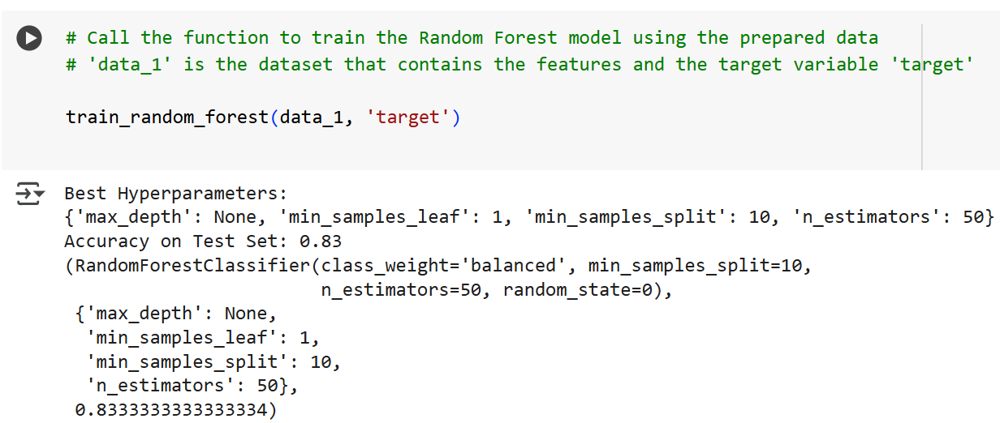 # Call the function to train the Random Forest model using the prepared data
# 'data_1' is the dataset that contains the features and the target variable 'target'
train_random_forest(data_1, 'target')
Best Hyperparameters:
{'max_depth': None, 'min_samples_leaf': 1, 'min_samples_split': 10, 'n_estimators': 50}
Accuracy on Test Set: 0.83
(RandomForestClassifier(class_weight='balanced', min_samples_split=10,
n_estimators=50, random_state=0),
{'max_depth': None,
'min_samples_leaf': 1,
'min_samples_split': 10,
'n_estimators': 50},
0.8333333333333334)